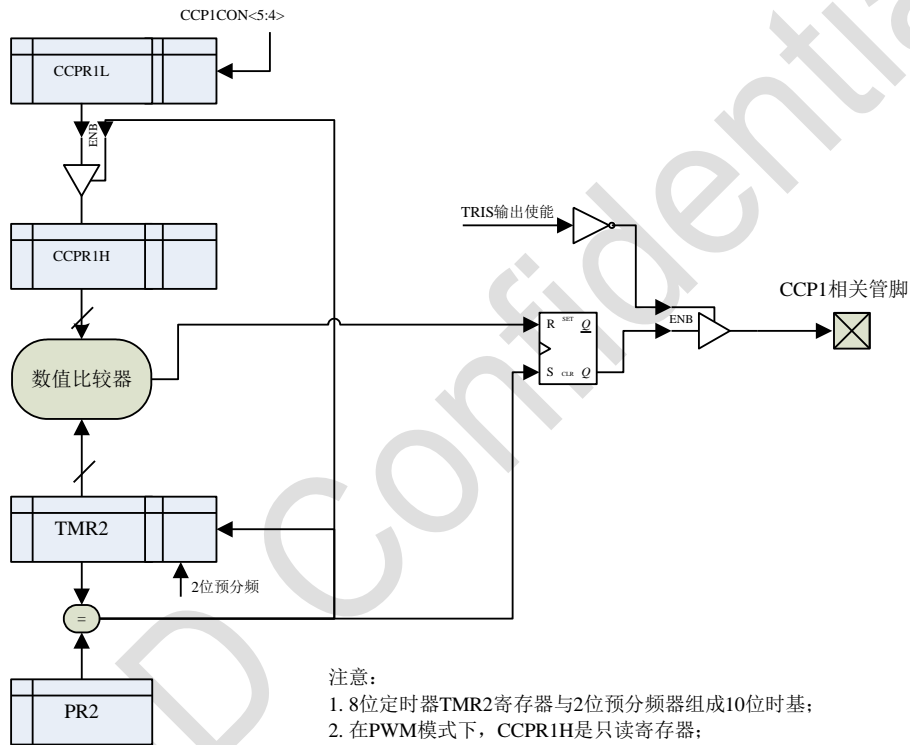 CCP1CON<5:4>
CCPR1L
ENB
CCPR1H
TRIS输出使能
CCP1相关管脚
ENB
R SET Q
S CLR Q
数值比较器
TMR2
2位预分频
=
PR2
注意：
1. 8位定时器TMR2寄存器与2位预分频器组成10位时基；
2. 在PWM模式下，CCPR1H是只读寄存器；
D Confidentia